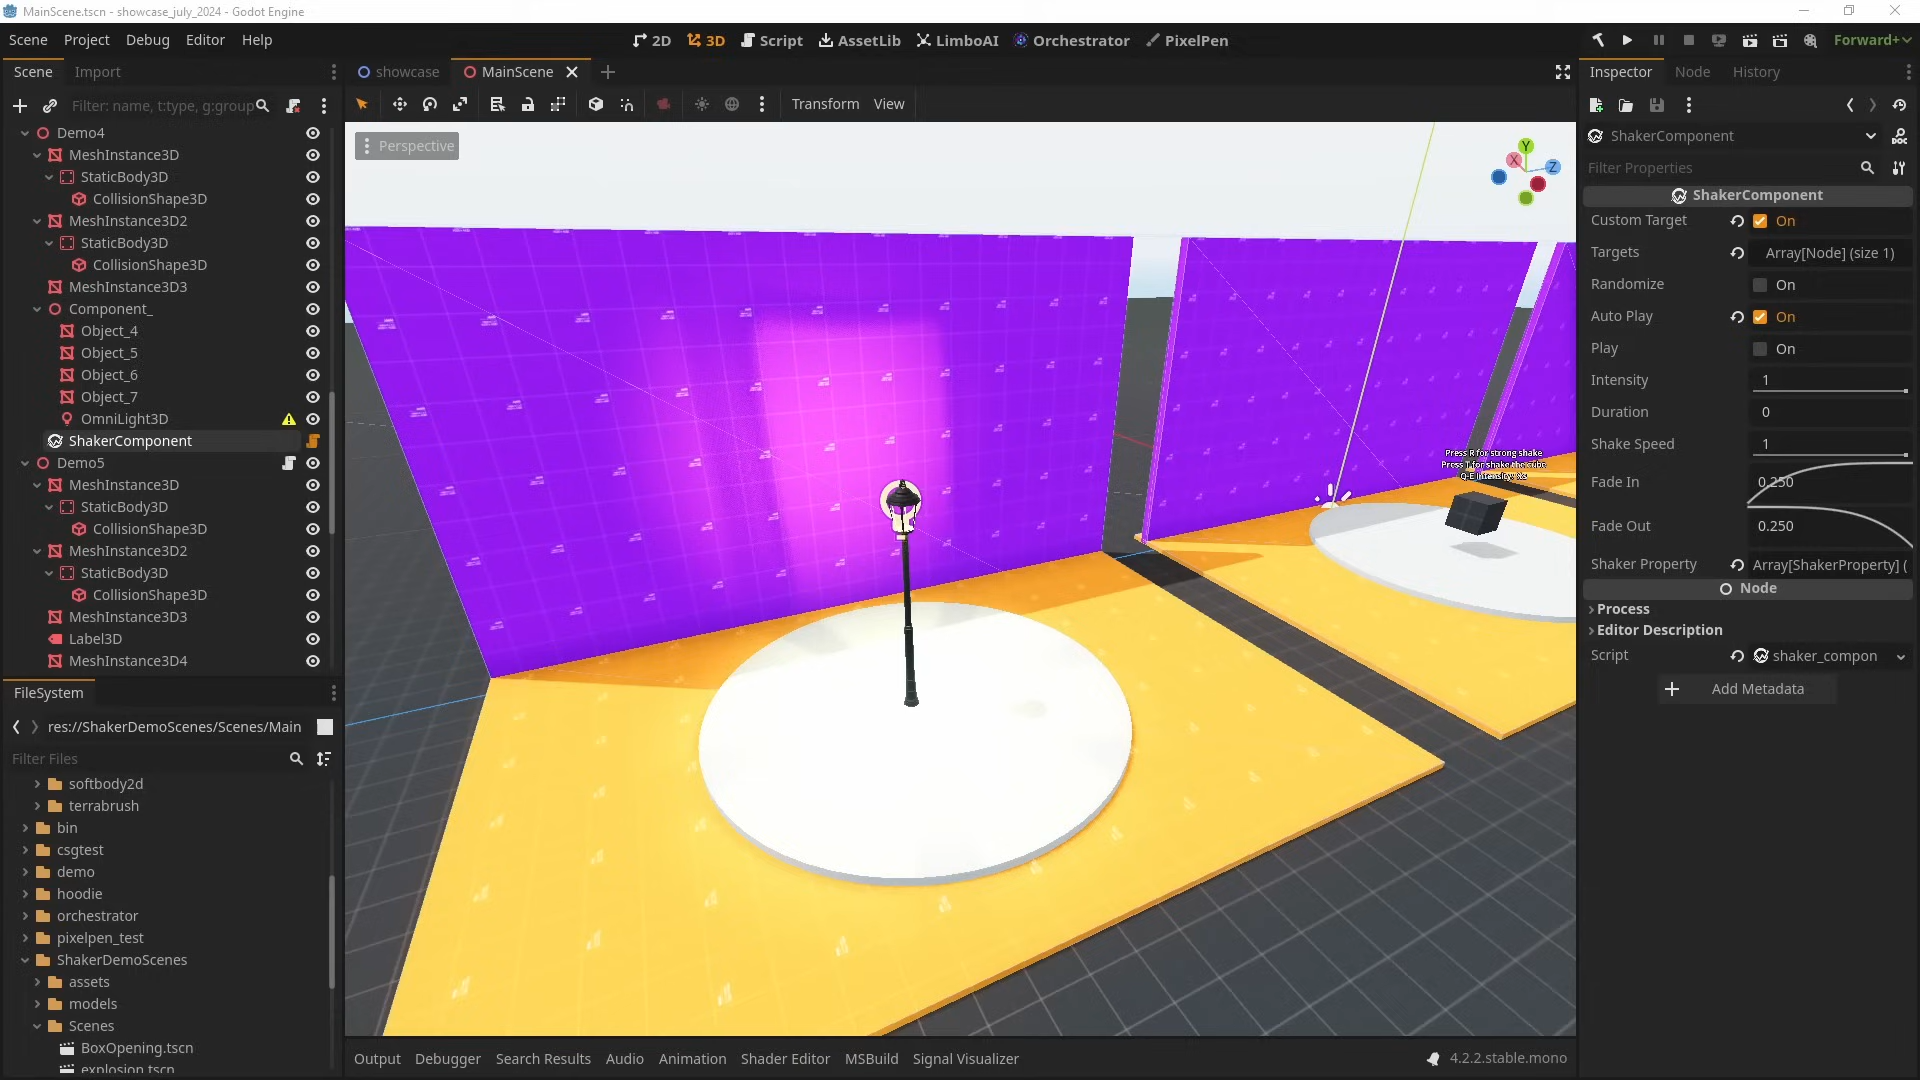 MainScene.tscn - showcase_july_2024 - Godot Engine
Scene Project Debug Editor Help
2D 3D Script AssetLib LimboAI Orchestrator PixelPen
Forward+
Scene Import
Filter: name, t:type, g:group
Demo4
MeshInstance3D
StaticBody3D
CollisionShape3D
MeshInstance3D2
StaticBody3D
CollisionShape3D
MeshInstance3D3
Component_
Object_4
Object_5
Object_6
Object_7
OmniLight3D
ShakerComponent
Demo5
MeshInstance3D
StaticBody3D
CollisionShape3D
MeshInstance3D2
StaticBody3D
CollisionShape3D
MeshInstance3D3
Label3D
MeshInstance3D4
FileSystem
res://ShakerDemoScenes/Scenes/Main
Filter Files
softbody2d
terrabrush
bin
csgtest
demo
hoodie
orchestrator
pixelpen_test
ShakerDemoScenes
assets
models
Scenes
BoxOpening.tscn
explosion.tscn
showcase MainScene
Transform View
Perspective
Y
X
Z
Press R for strong shake
Press T for shake the cube
Output Debugger Search Results Audio Animation Shader Editor MSBuild Signal Visualizer
4.2.2.stable.mono
Inspector Node History
ShakerComponent
Filter Properties
ShakerComponent
Custom Target On
Targets Array[Node] (size 1)
Randomize On
Auto Play On
Play On
Intensity 1
Duration 0
Shake Speed 1
Fade In 0.250
Fade Out 0.250
Shaker Property Array[ShakerProperty] (
Node
Process
Editor Description
Script shaker_compon
Add Metadata